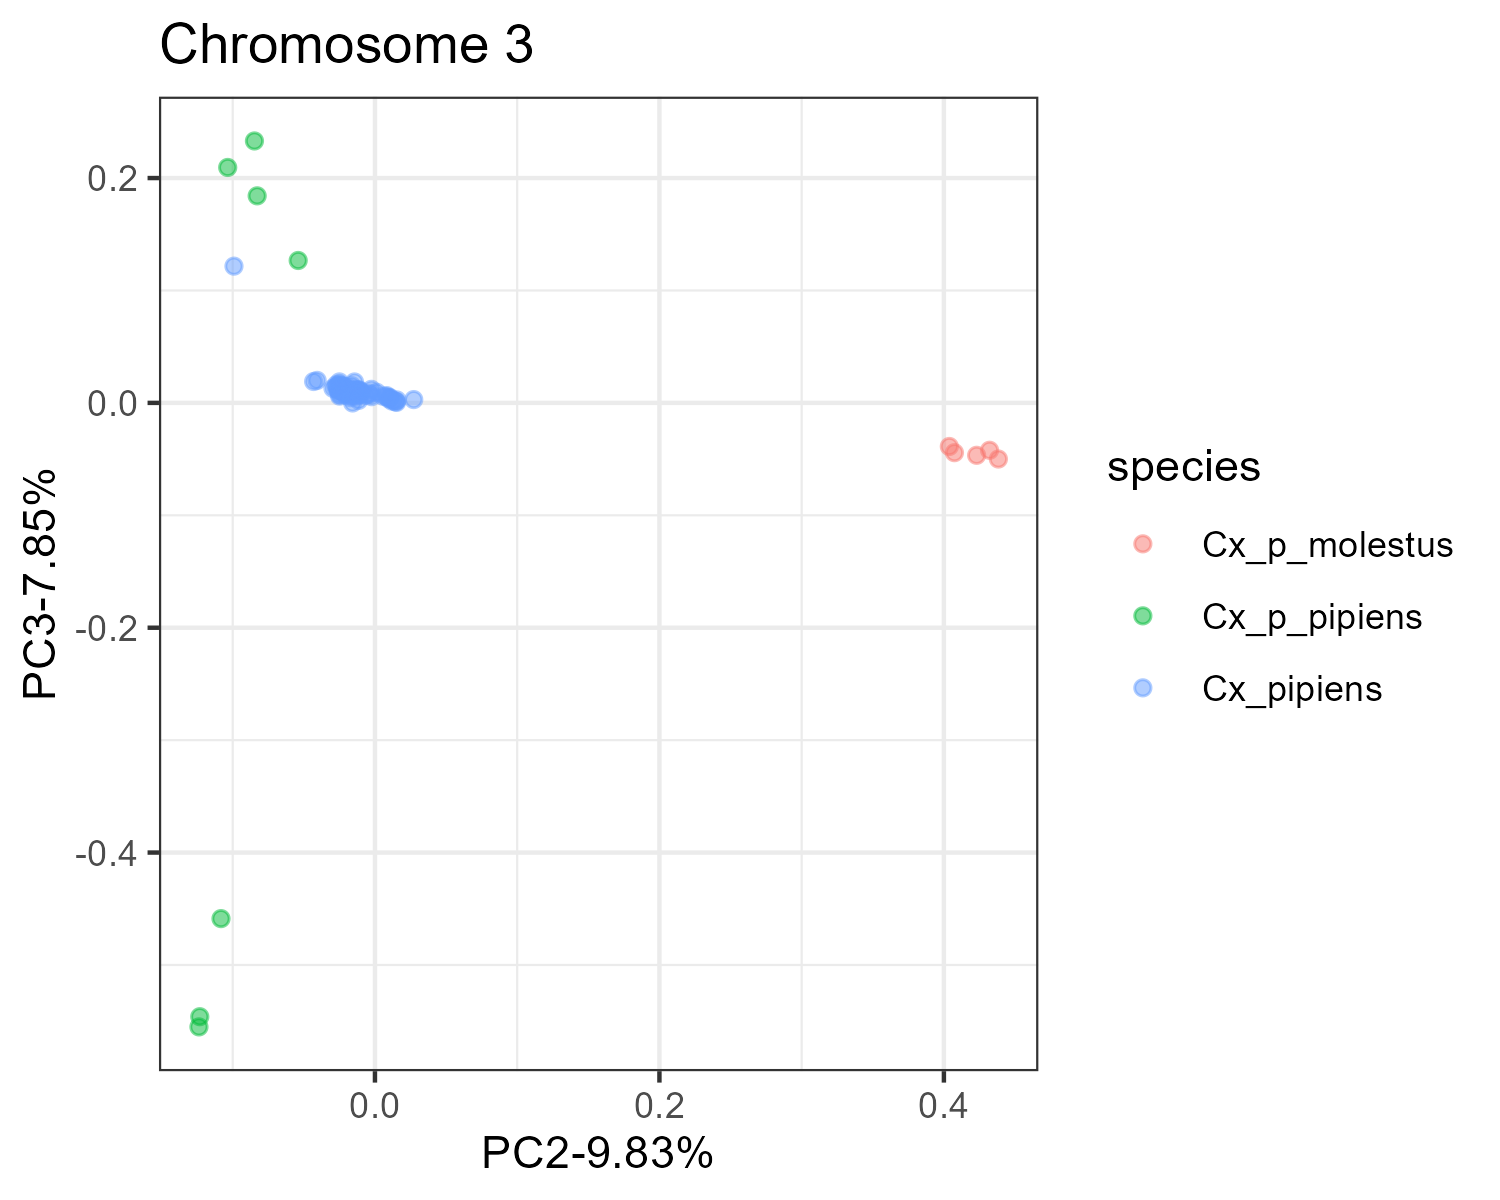 Chromosome 3
0.2
0.0
-0.2
-0.4
PC3-7.85%
0.0 0.2 0.4
PC2-9.83%
species
Cx_p_molestus
Cx_p_pipiens
Cx_pipiens